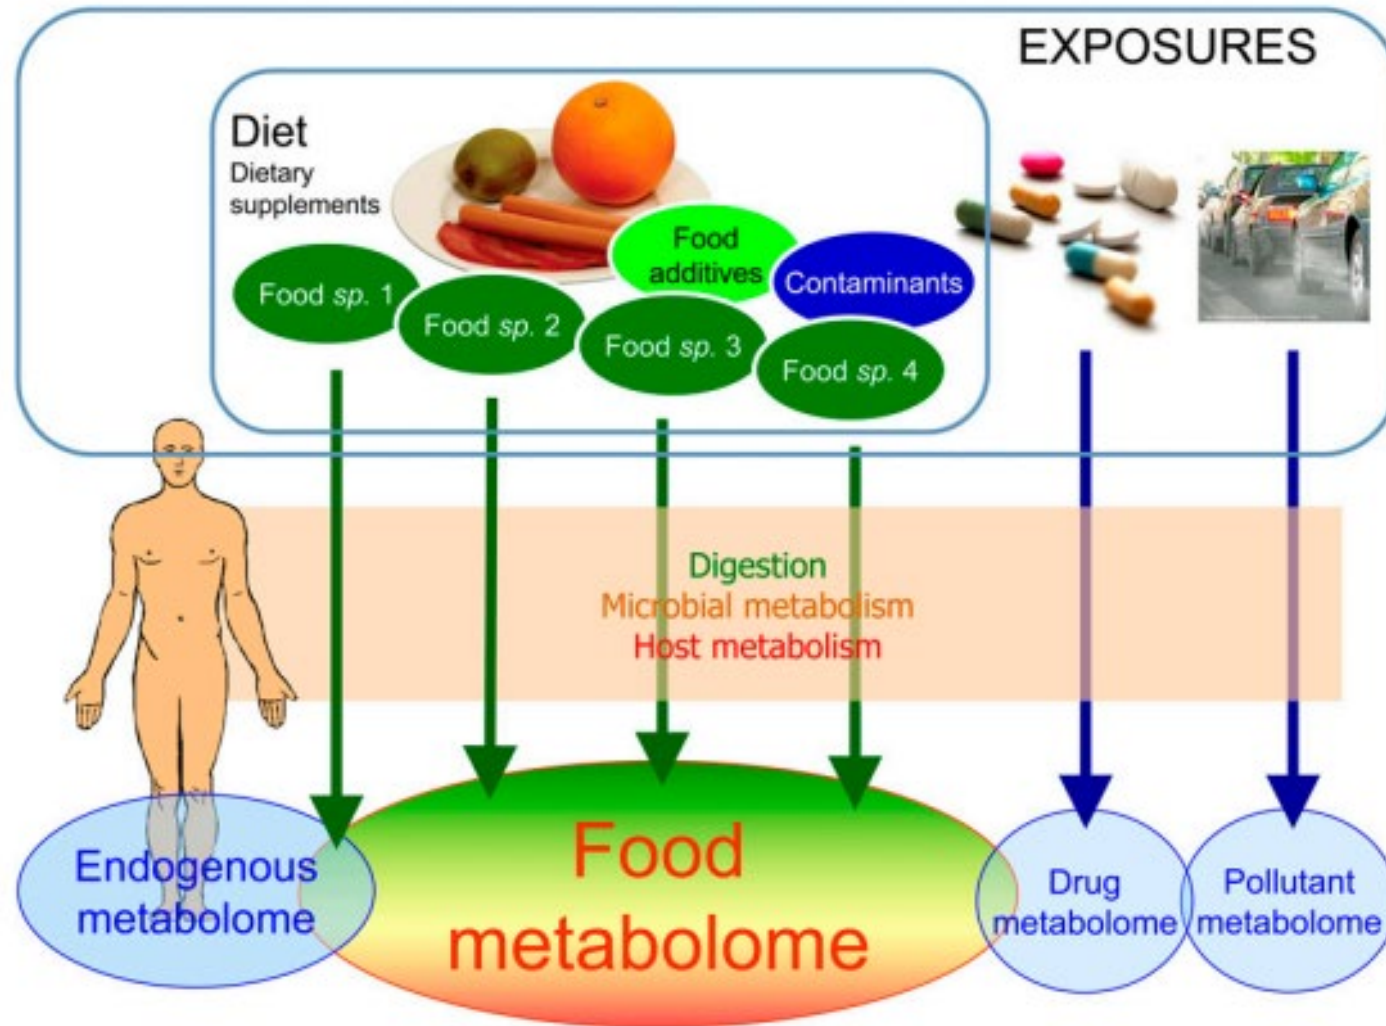 EXPOSURES
Diet
Dietary
supplements
Food
additives
Contaminants
Food sp. 1
Food sp. 2
Food sp. 3
Food sp. 4
Digestion
Microbial metabolism
Host metabolism
Endogenous
metabolome
Food
metabolome
Drug
metabolome
Pollutant
metabolome